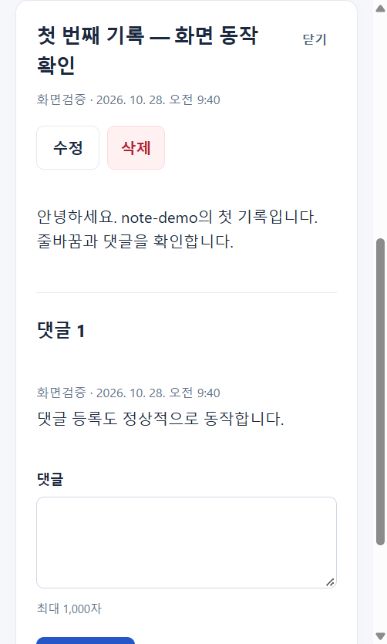 첫 번째 기록 — 화면 동작
확인
닫기
화면검증 · 2026. 10. 28. 오전 9:40
수정
삭제
안녕하세요. note-demo의 첫 기록입니다.
줄바꿈과 댓글을 확인합니다.
댓글 1
화면검증 · 2026. 10. 28. 오전 9:40
댓글 등록도 정상적으로 동작합니다.
댓글
최대 1,000자